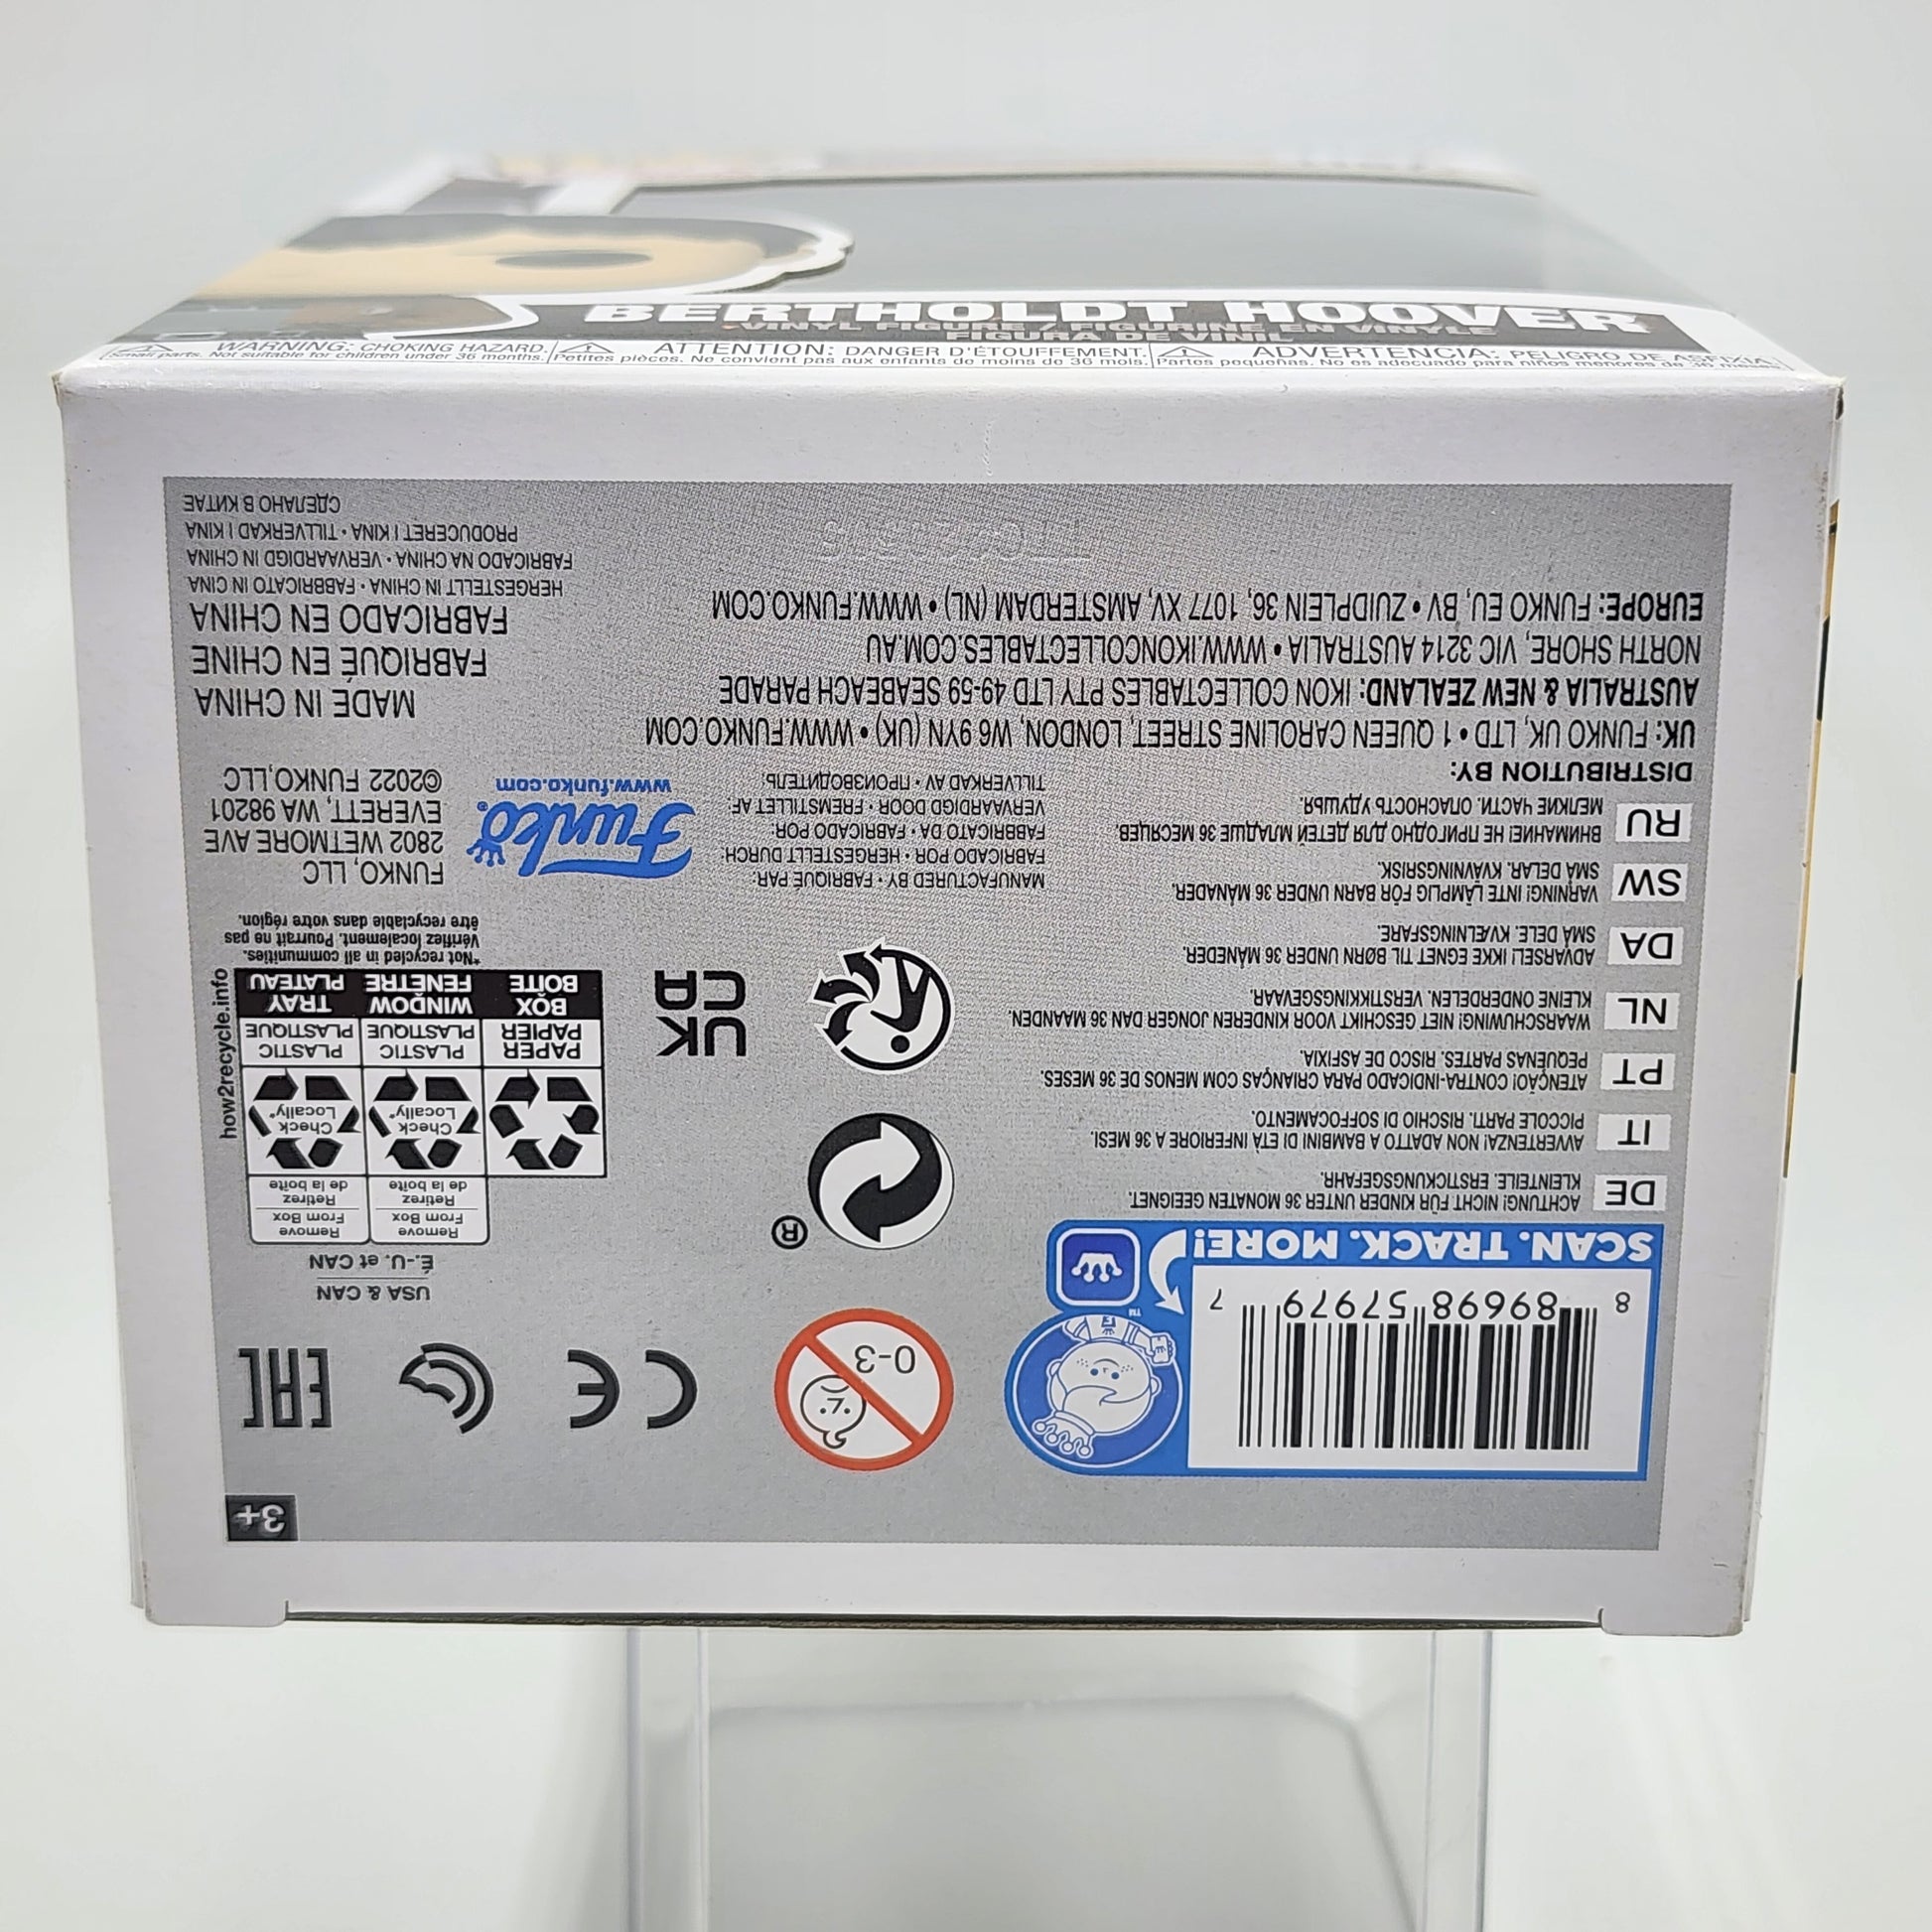 BERTHOLDT HOOVER
VINYL FIGURE / FIGURINE EN VINYLE
FIGURA DE VINIL
WARNING: CHOKING HAZARD.
Small parts. Not suitable for children under 36 months.
ATTENTION: DANGER D'ÉTOUFFEMENT.
Petites pièces. Ne convient pas aux enfants de moins de 36 mois.
ADVERTENCIA: PELIGRO DE ASFIXIA.
Partes pequeñas. No es adecuado para niños menores de 36 meses.
3+
8 89698 57979 7
SCAN. TRACK. MORE!
TM
0-3
DE
ACHTUNG! NICHT FÜR KINDER UNTER 36 MONATEN GEEIGNET.
KLEINTEILE. ERSTICKUNGSGEFAHR.
IT
AVVERTENZA! NON ADATTO A BAMBINI DI ETÀ INFERIORE A 36 MESI.
PICCOLE PARTI. RISCHIO DI SOFFOCAMENTO.
PT
ATENÇÃO! CONTRA-INDICADO PARA CRIANÇAS COM MENOS DE 36 MESES.
PEQUENAS PARTES. RISCO DE ASFIXIA.
NL
WAARSCHUWING! NIET GESCHIKT VOOR KINDEREN JONGER DAN 36 MAANDEN.
KLEINE ONDERDELEN. VERSTIKKINGSGEVAAR.
DA
ADVARSEL! IKKE EGNET TIL BØRN UNDER 36 MÅNEDER.
SMÅ DELE. KVÆLNINGSFARE.
SW
VARNING! INTE LÄMPLIG FÖR BARN UNDER 36 MÅNADER.
SMÅ DELAR. KVÄVNINGSRISK.
RU
ВНИМАНИЕ! НЕ ПРИГОДНО ДЛЯ ДЕТЕЙ МЛАДШЕ 36 МЕСЯЦЕВ.
МЕЛКИЕ ЧАСТИ. ОПАСНОСТЬ УДУШЬЯ.
DISTRIBUTION BY:
UK: FUNKO UK, LTD • 1 QUEEN CAROLINE STREET, LONDON, W6 9YN (UK) • WWW.FUNKO.COM
AUSTRALIA & NEW ZEALAND: IKON COLLECTABLES PTY LTD 49-59 SEABEACH PARADE
NORTH SHORE, VIC 3214 AUSTRALIA • WWW.IKONCOLLECTABLES.COM.AU
EUROPE: FUNKO EU, BV • ZUIDPLEIN 36, 1077 XV, AMSTERDAM (NL) • WWW.FUNKO.COM
®
UK
CA
CE
EAC
USA & CAN
É.-U. et CAN
Remove From Box
Retirez de la boîte
Remove From Box
Retirez de la boîte
Check Locally*
Check Locally*
PAPER PAPIER
PLASTIC PLASTIQUE
PLASTIC PLASTIQUE
BOX BOÎTE
WINDOW FENÊTRE
TRAY PLATEAU
how2recycle.info
*Not recycled in all communities.
Vérifiez localement. Pourrait ne pas
être recyclable dans votre région.
MANUFACTURED BY • FABRIQUÉ PAR:
FABRICADO POR • HERGESTELLT DURCH:
FABBRICATO DA • FABRICADO POR:
VERVAARDIGD DOOR • FREMSTILLET AF:
TILLVERKAD AV • ПРОИЗВОДИТЕЛЬ:
Funko®
www.funko.com
FUNKO, LLC
2802 WETMORE AVE
EVERETT, WA 98201
©2022 FUNKO,LLC
MADE IN CHINA
FABRIQUÉ EN CHINE
FABRICADO EN CHINA
HERGESTELLT IN CHINA • FABBRICATO IN CINA
FABRICADO NA CHINA • VERVAARDIGD IN CHINA
PRODUCERET I KINA • TILLVERKAD I KINA
СДЕЛАНО В КИТАЕ